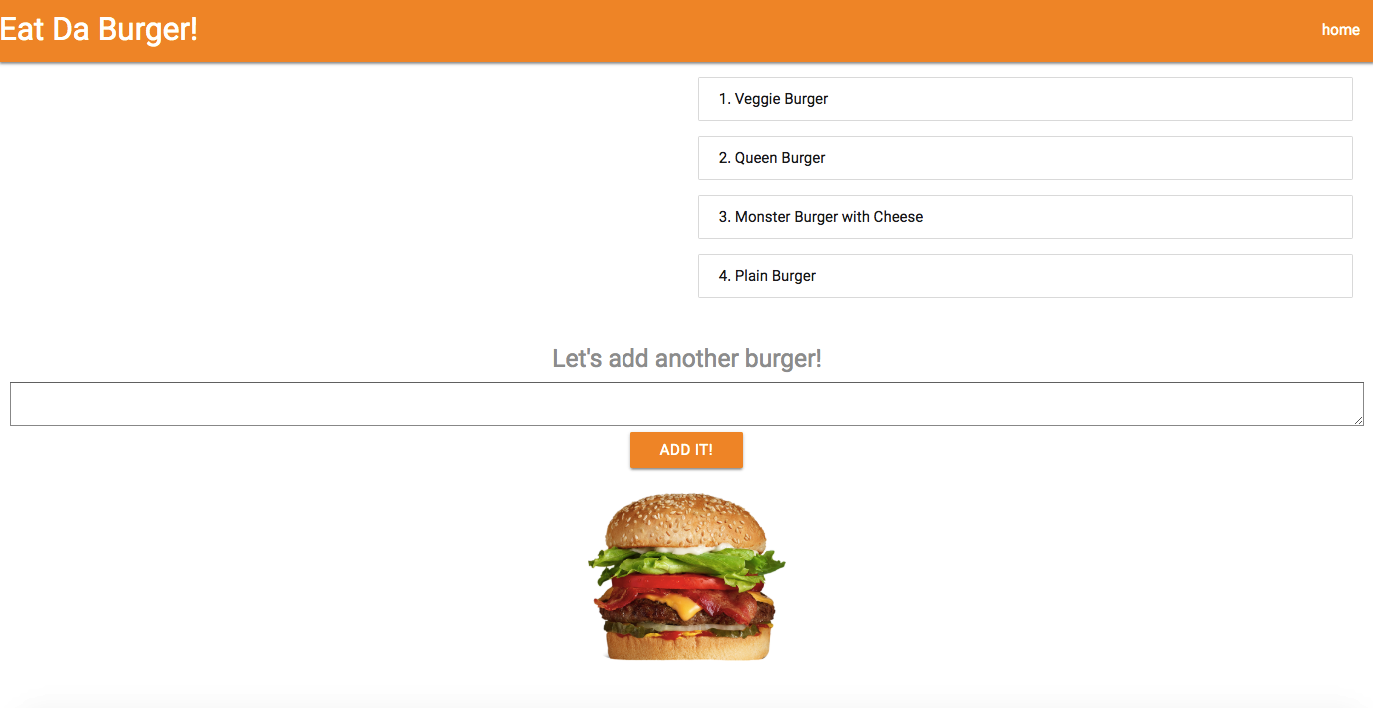 Eat Da Burger!
home
1. Veggie Burger
2. Queen Burger
3. Monster Burger with Cheese
4. Plain Burger
Let's add another burger!
ADD IT!